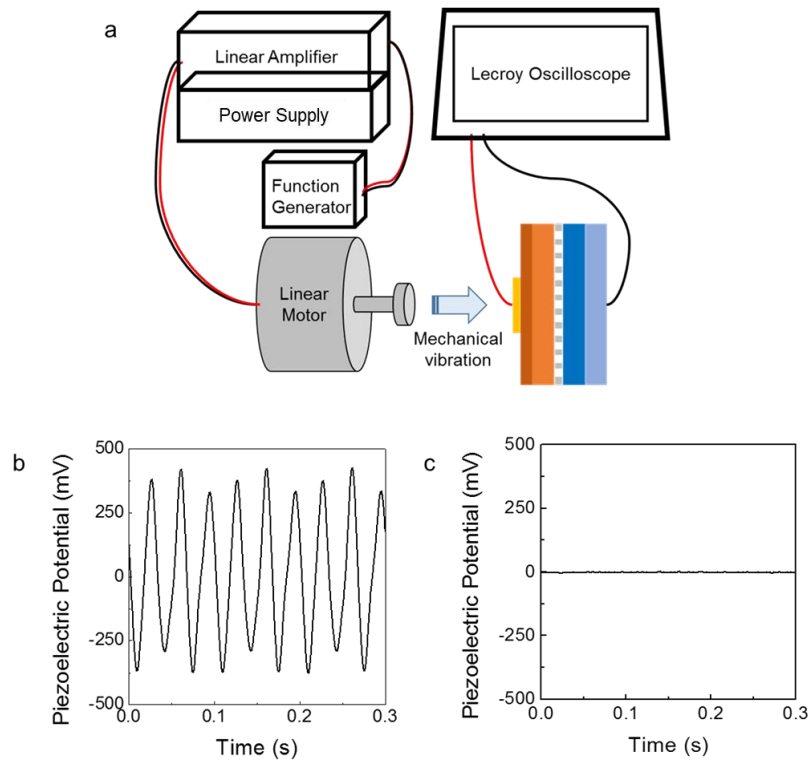 a
Linear Amplifier
Power Supply
Function
Generator
Linear
Motor
Mechanical
vibration
Lecroy Oscilloscope
b
Piezoelectric Potential (mV)
500
250
0
-250
-500
0.0 0.1 0.2 0.3
Time (s)
c
Piezoelectric Potential (mV)
500
250
0
-250
-500
0.0 0.1 0.2 0.3
Time (s)